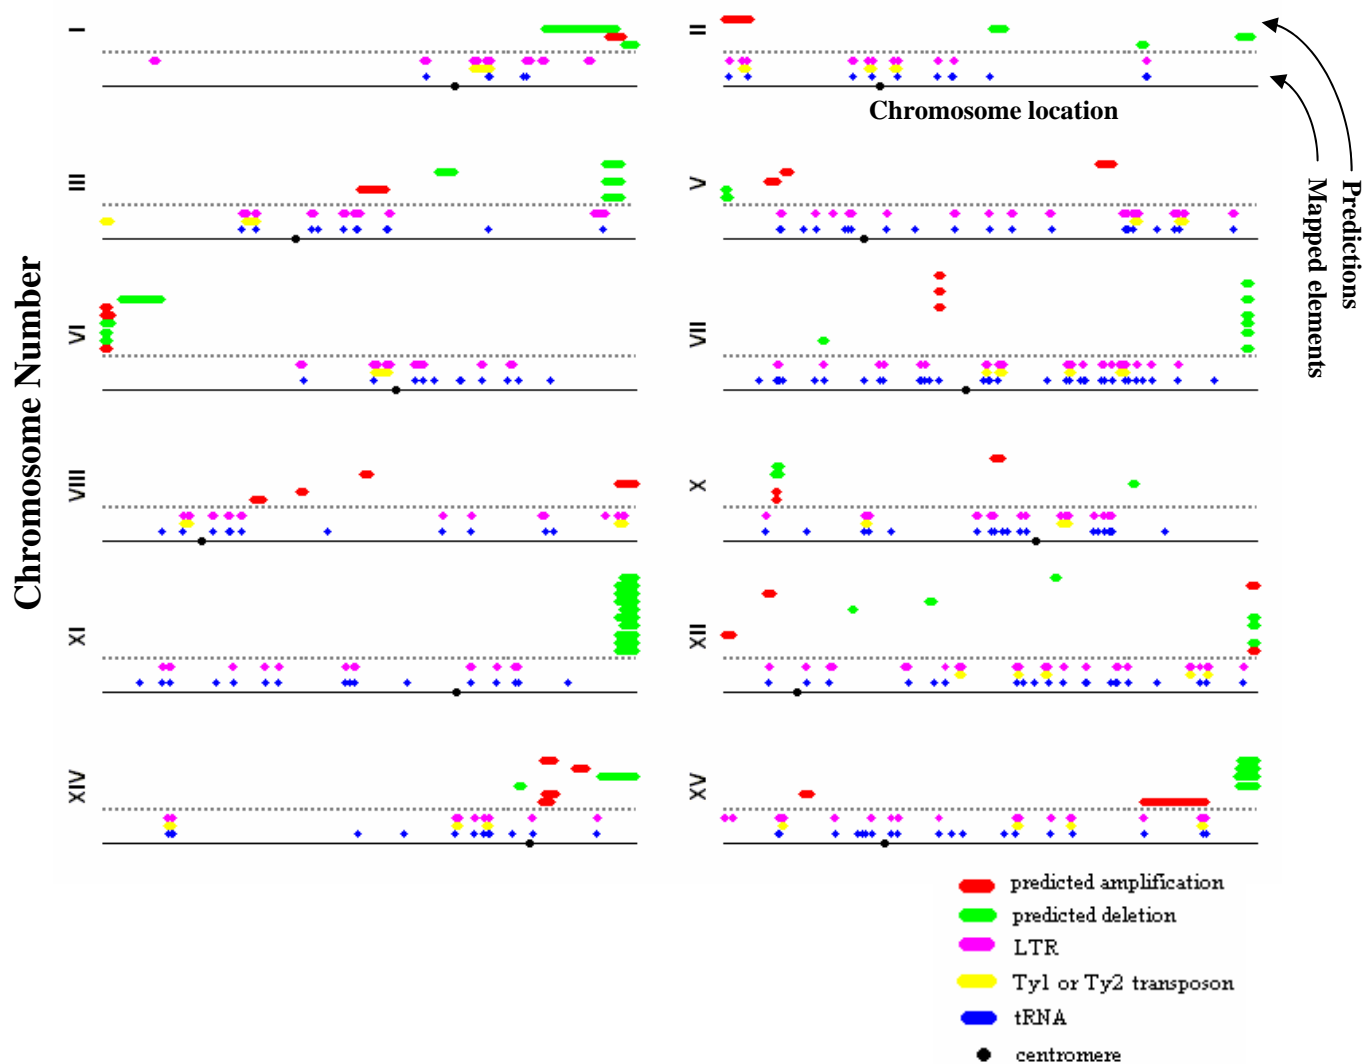 I
II
Chromosome location
III
V
Predictions
Mapped elements
Chromosome Number
VI
VII
VIII
X
XI
XII
XIV
XV
predicted amplification
predicted deletion
LTR
Ty1 or Ty2 transposon
tRNA
centromere